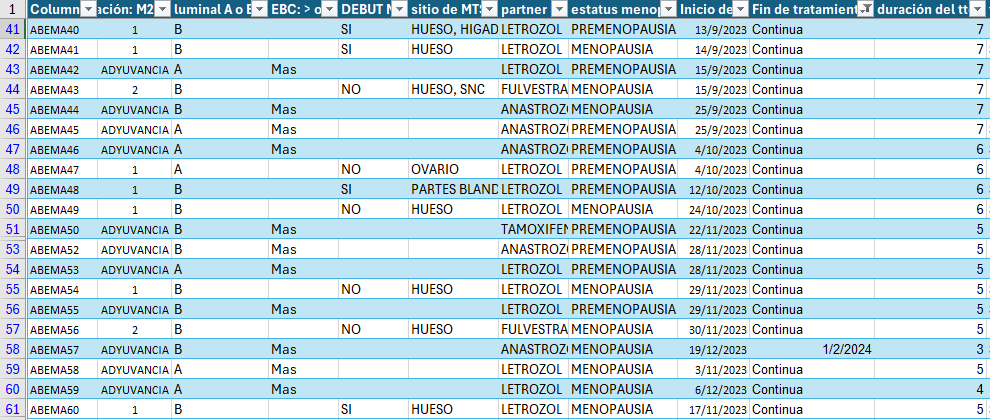 1 Column ación: M2 luminal A o B EBC: > o DEBUT M sitio de MTS partner estatus menop Inicio de Fin de tratamient duración del tt
41 ABEMA40 1 B SI HUESO, HIGAD LETROZOL PREMENOPAUSIA 13/9/2023 Continua 7
42 ABEMA41 1 B SI HUESO LETROZOL MENOPAUSIA 14/9/2023 Continua 7
43 ABEMA42 ADYUVANCIA A Mas LETROZOL PREMENOPAUSIA 15/9/2023 Continua 7
44 ABEMA43 2 B NO HUESO, SNC FULVESTRA MENOPAUSIA 15/9/2023 Continua 7
45 ABEMA44 ADYUVANCIA B Mas ANASTROZO PREMENOPAUSIA 25/9/2023 Continua 7
46 ABEMA45 ADYUVANCIA A Mas ANASTROZO PREMENOPAUSIA 25/9/2023 Continua 7
47 ABEMA46 ADYUVANCIA A Mas ANASTROZO PREMENOPAUSIA 4/10/2023 Continua 6
48 ABEMA47 1 A NO OVARIO LETROZOL PREMENOPAUSIA 4/10/2023 Continua 6
49 ABEMA48 1 B SI PARTES BLAND LETROZOL PREMENOPAUSIA 12/10/2023 Continua 6
50 ABEMA49 1 B NO HUESO LETROZOL MENOPAUSIA 24/10/2023 Continua 6
51 ABEMA50 ADYUVANCIA B Mas TAMOXIFEN PREMENOPAUSIA 22/11/2023 Continua 5
53 ABEMA52 ADYUVANCIA B Mas ANASTROZO PREMENOPAUSIA 28/11/2023 Continua 5
54 ABEMA53 ADYUVANCIA A Mas LETROZOL PREMENOPAUSIA 28/11/2023 Continua 5
55 ABEMA54 1 B NO HUESO LETROZOL MENOPAUSIA 29/11/2023 Continua 5
56 ABEMA55 ADYUVANCIA B Mas LETROZOL PREMENOPAUSIA 29/11/2023 Continua 5
57 ABEMA56 2 B NO HUESO FULVESTRA MENOPAUSIA 30/11/2023 Continua 5
58 ABEMA57 ADYUVANCIA B Mas ANASTROZO MENOPAUSIA 19/12/2023 1/2/2024 3
59 ABEMA58 ADYUVANCIA A Mas LETROZOL MENOPAUSIA 3/11/2023 Continua 5
60 ABEMA59 ADYUVANCIA A Mas LETROZOL PREMENOPAUSIA 6/12/2023 Continua 4
61 ABEMA60 1 B SI HUESO LETROZOL MENOPAUSIA 17/11/2023 Continua 5